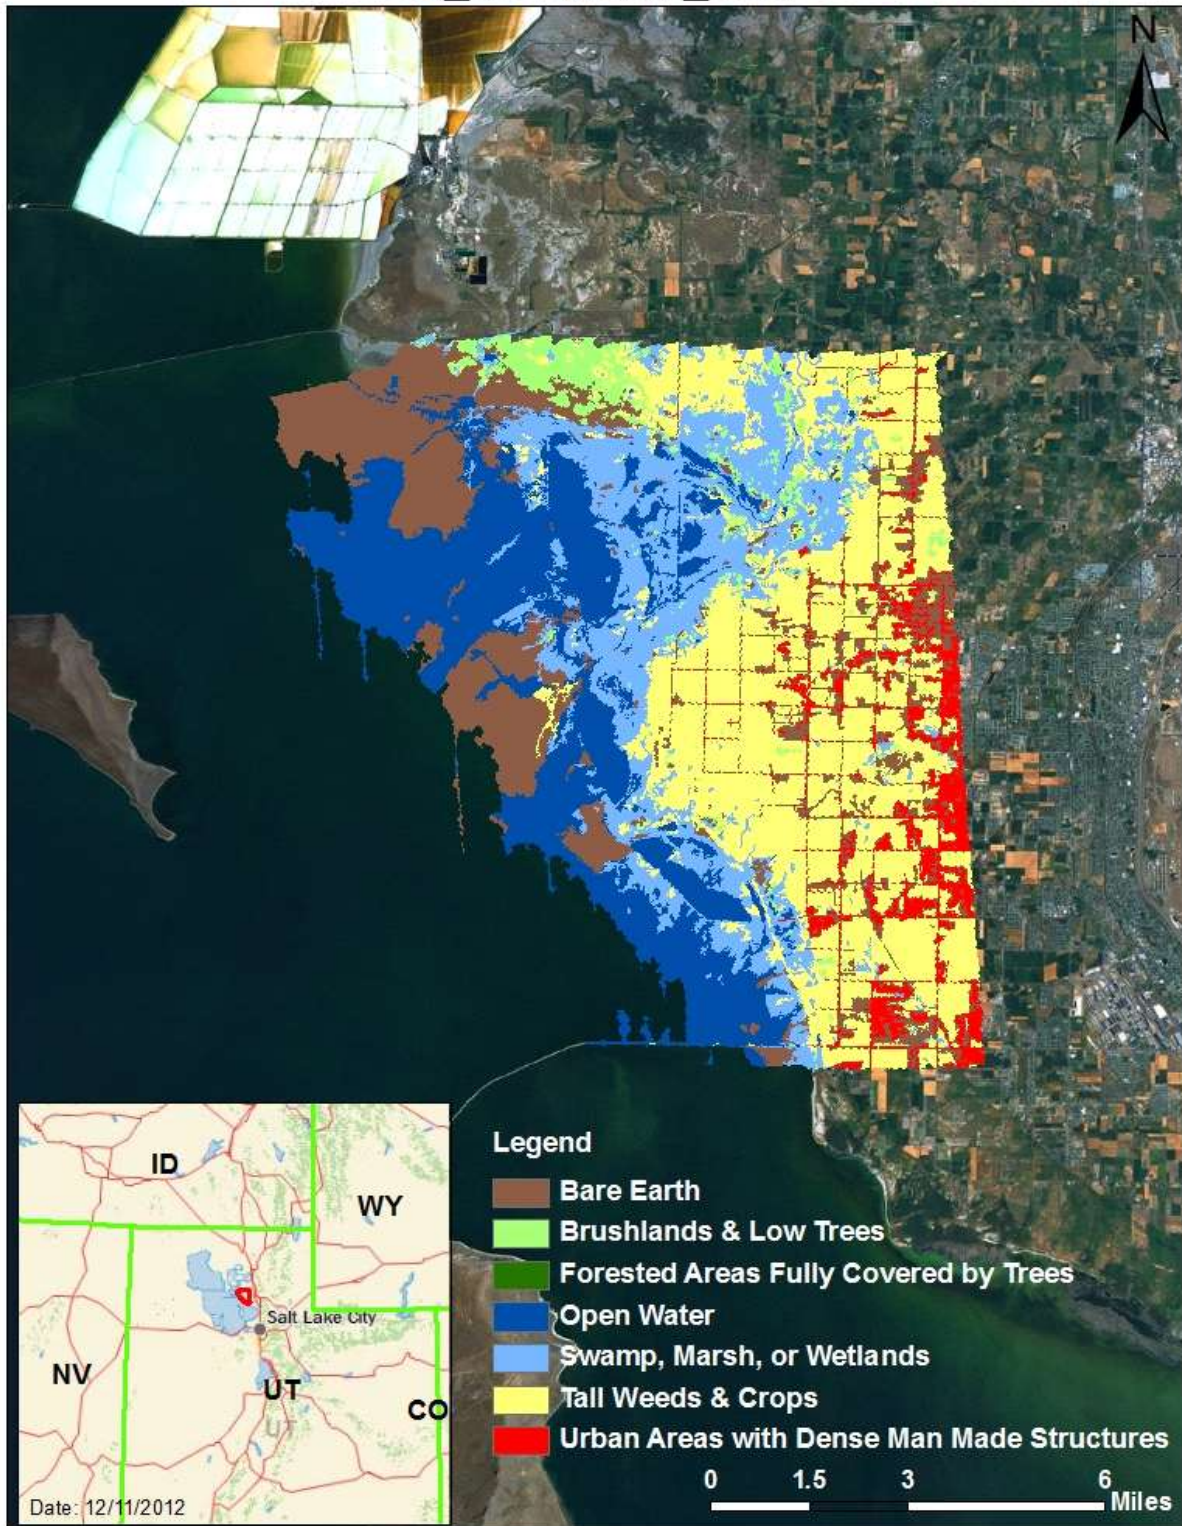 N
ID
WY
Salt Lake City
NV
UT
UT
CO
Date: 12/11/2012
Legend
Bare Earth
Brushlands & Low Trees
Forested Areas Fully Covered by Trees
Open Water
Swamp, Marsh, or Wetlands
Tall Weeds & Crops
Urban Areas with Dense Man Made Structures
0 1.5 3 6
Miles